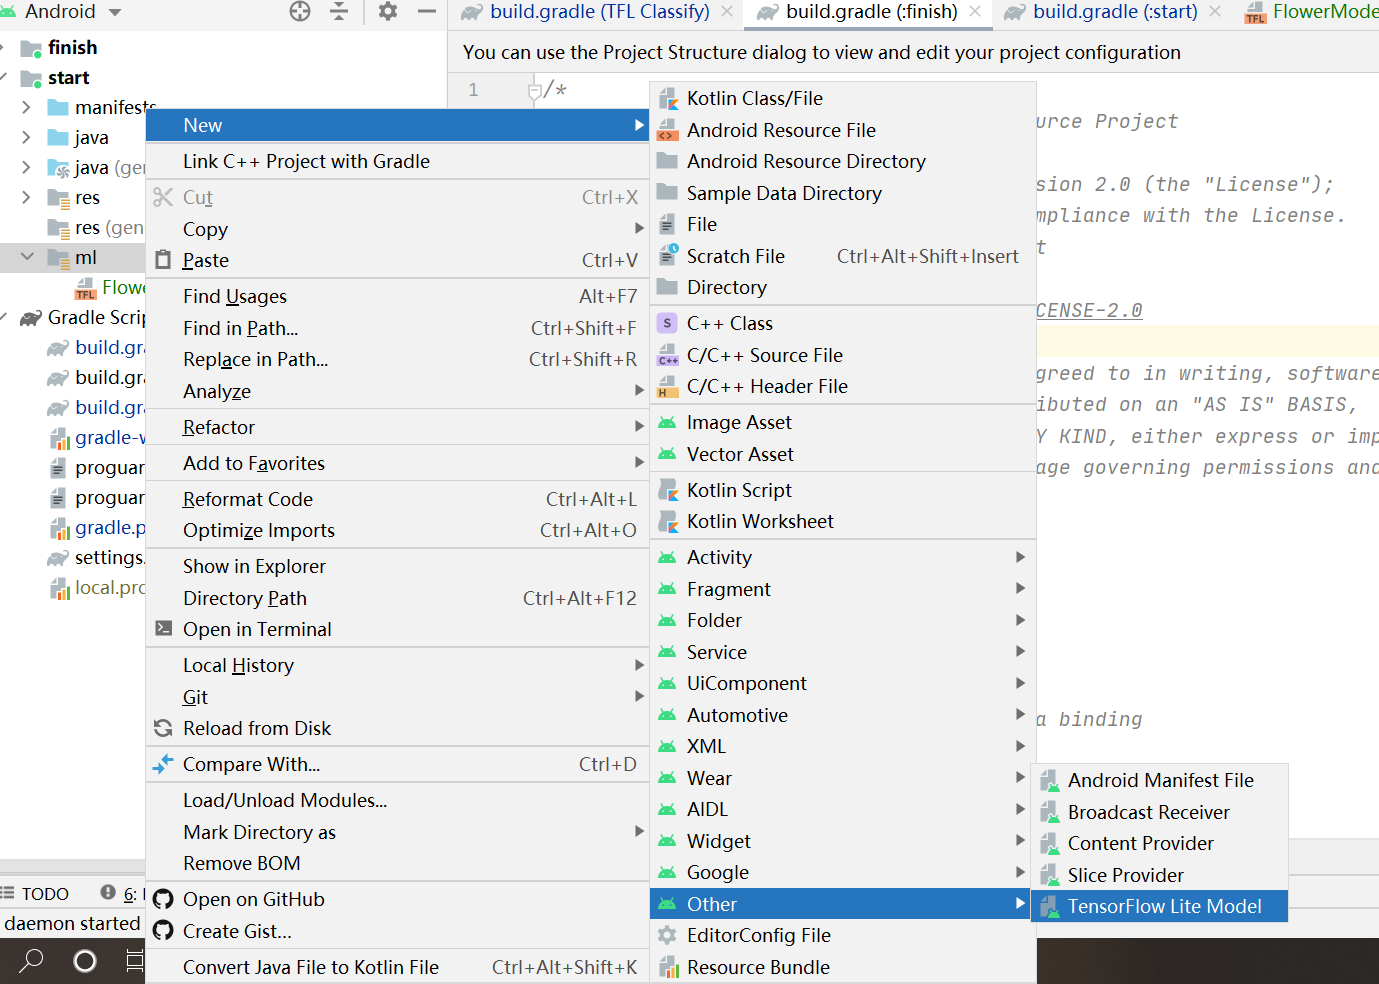 Android
build.gradle (TFL Classify)
build.gradle (:finish)
build.gradle (:start)
FlowerMode
You can use the Project Structure dialog to view and edit your project configuration
finish
start
manifests
java
java (gen
res
res (gen
ml
Flowe
Gradle Scrip
build.gra
build.gra
build.gra
gradle-w
proguar
proguar
gradle.p
settings.
local.pro
1
/*
urce Project
sion 2.0 (the "License");
mpliance with the License.
t
CENSE-2.0
greed to in writing, software
ibuted on an "AS IS" BASIS,
Y KIND, either express or imp
age governing permissions and
a binding
New
Link C++ Project with Gradle
Cut Ctrl+X
Copy
Paste Ctrl+V
Find Usages Alt+F7
Find in Path... Ctrl+Shift+F
Replace in Path... Ctrl+Shift+R
Analyze
Refactor
Add to Favorites
Reformat Code Ctrl+Alt+L
Optimize Imports Ctrl+Alt+O
Show in Explorer
Directory Path Ctrl+Alt+F12
Open in Terminal
Local History
Git
Reload from Disk
Compare With... Ctrl+D
Load/Unload Modules...
Mark Directory as
Remove BOM
Open on GitHub
Create Gist...
Convert Java File to Kotlin File Ctrl+Alt+Shift+K
Kotlin Class/File
Android Resource File
Android Resource Directory
Sample Data Directory
File
Scratch File Ctrl+Alt+Shift+Insert
Directory
C++ Class
C/C++ Source File
C/C++ Header File
Image Asset
Vector Asset
Kotlin Script
Kotlin Worksheet
Activity
Fragment
Folder
Service
UiComponent
Automotive
XML
Wear
AIDL
Widget
Google
Other
EditorConfig File
Resource Bundle
Android Manifest File
Broadcast Receiver
Content Provider
Slice Provider
TensorFlow Lite Model
TODO
6:
daemon started